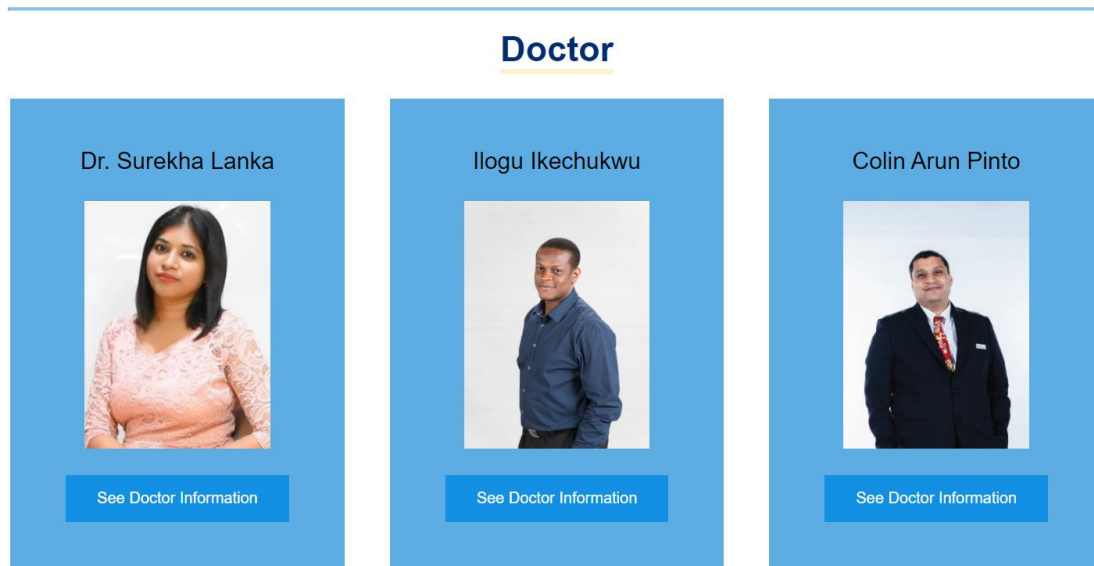 Doctor
Dr. Surekha Lanka
Ilogu Ikechukwu
Colin Arun Pinto
See Doctor Information
See Doctor Information
See Doctor Information